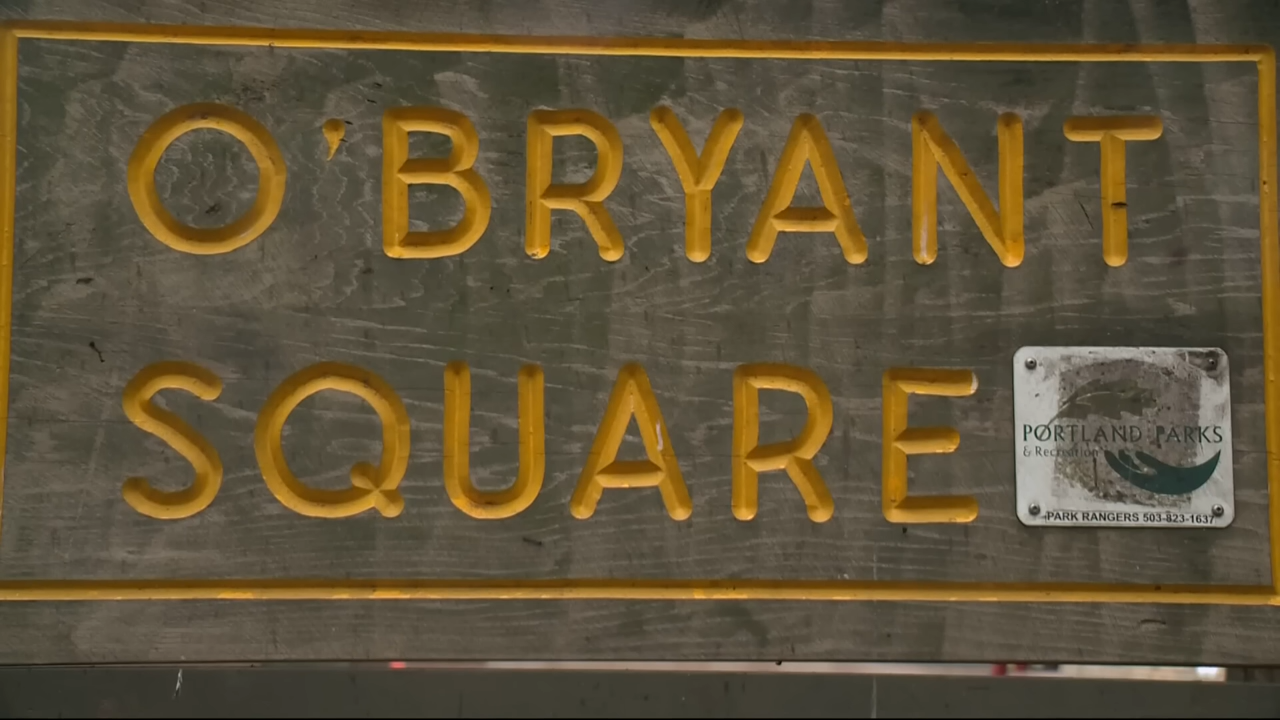 O'BRYANT
SQUARE
PORTLAND PARKS
& Recreation
PARK RANGERS 503-823-1637